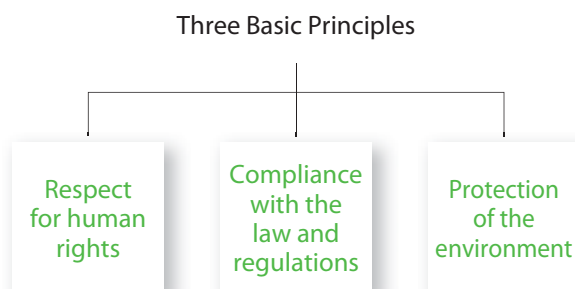 Three Basic Principles
Respect
for human
rights
Compliance
with the
law and
regulations
Protection
of the
environment